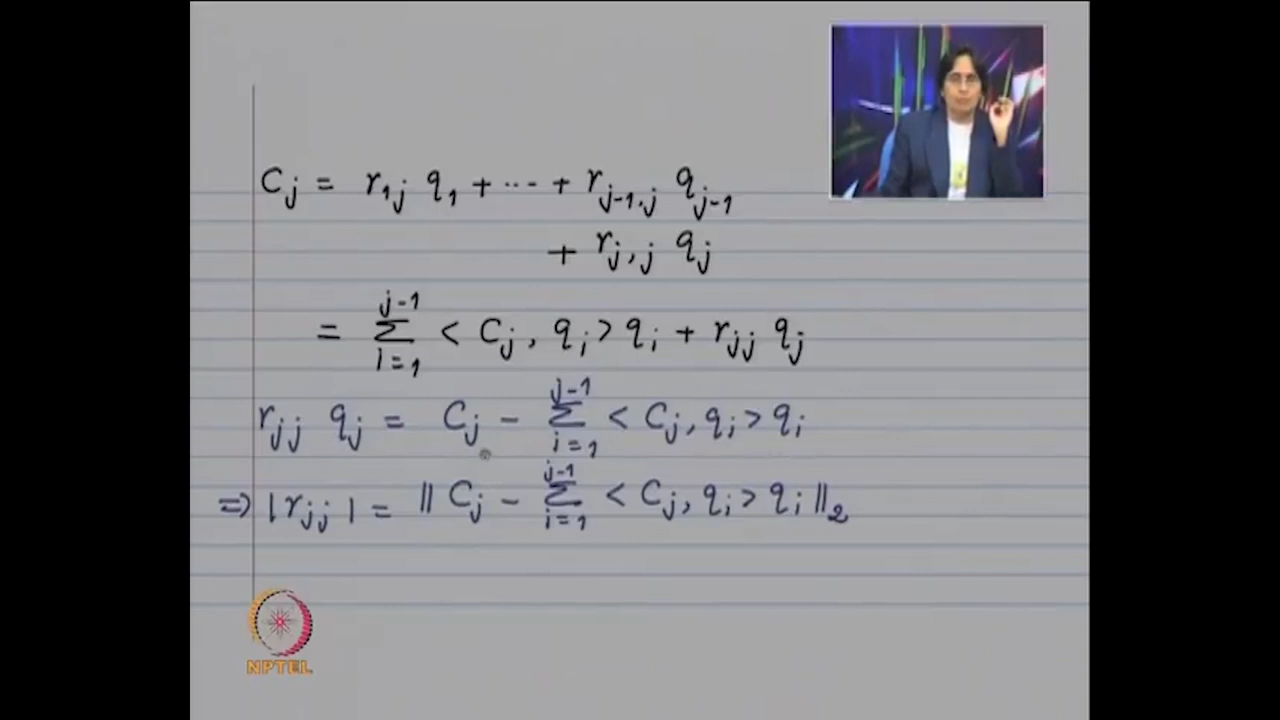 C_j = r_{1j} q_1 + ... + r_{j-1,j} q_{j-1}
+ r_{j,j} q_j
= Σ_{i=1}^{j-1} < C_j, q_i > q_i + r_{jj} q_j
r_{jj} q_j = C_j - Σ_{i=1}^{j-1} < C_j, q_i > q_i
=> |r_{jj}| = || C_j - Σ_{i=1}^{j-1} < C_j, q_i > q_i ||_2
NPTEL